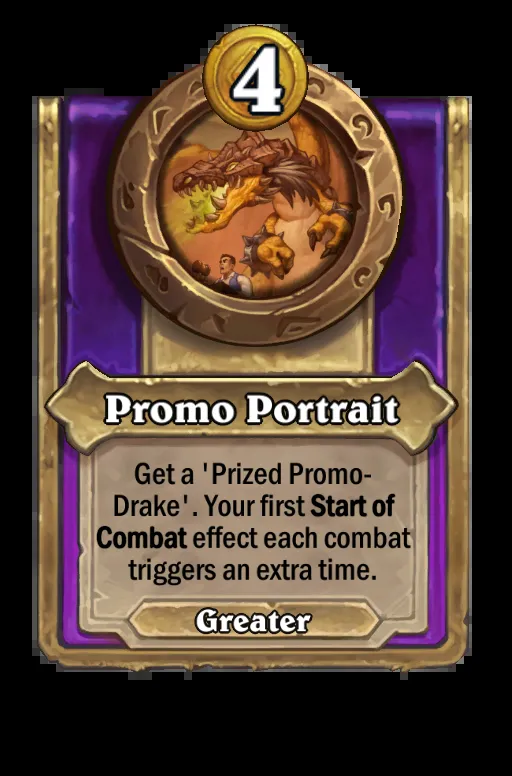 4
Promo Portrait
Get a 'Prized Promo-
Drake'. Your first Start of
Combat effect each combat
triggers an extra time.
Greater